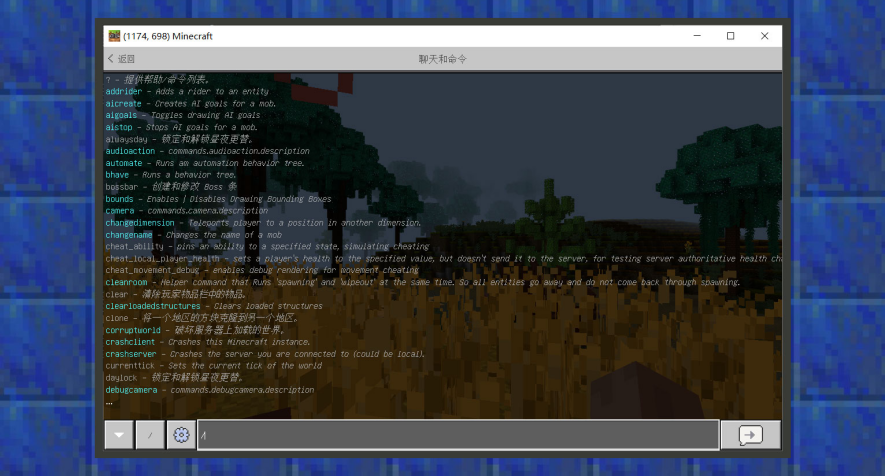 (1174, 698) Minecraft
返回
聊天和命令
? - 提供帮助/命令列表。
addrider - Adds a rider to an entity
aicreate - Creates AI goals for a mob.
aigoals - Toggles diawing AI goals
aistop - Stops AI goals for a mob.
alwaysday - 锁定和解锁昼夜更替。
audioaction - commands.audioaction.description
automate - Runs am automation behavior tree.
bhave - Runs a behavior tree.
bossbar - 创建和修改 Boss 条
bounds - Enables | Disables Drawing Bounding Boxes
camera - commands.camera.description
changedimension - Teleports player to a position in another dimension.
changename - Changes the name of a mob
cheat_ability - pins an ability to a specified state, simulating cheating
cheat_local_player_health - sets a player's health to the specified value, but doesn't send it to the server, for testing server authoritative health ch
cheat_movement_debug - enables debug rendering for movement cheating
cleanroom - Helper command that Runs 'spawning' and 'wipeout' at the same time. So all entities go away and do not come back through spawning.
clear - 清除玩家物品栏中的物品。
clearloadedstructures - Clears loaded structures
clone - 将一个地区的方块克隆到另一个地区。
corruptworld - 破坏服务器上加载的世界。
crashclient - Crashes this Minecraft instance.
crashserver - Crashes the server you are connected to (could be local).
currenttick - Sets the current tick of the world
daylock - 锁定和解锁昼夜更替。
debugcamera - commands.debugcamera.description
...
/
/